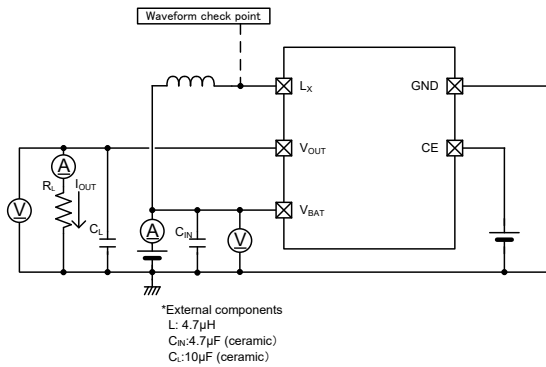 Waveform check point
LX
GND
VOUT
CE
A
RL
IOUT
V
CL
VBAT
A
CIN
V
*External components
L: 4.7μH
CIN:4.7μF (ceramic)
CL:10μF (ceramic)